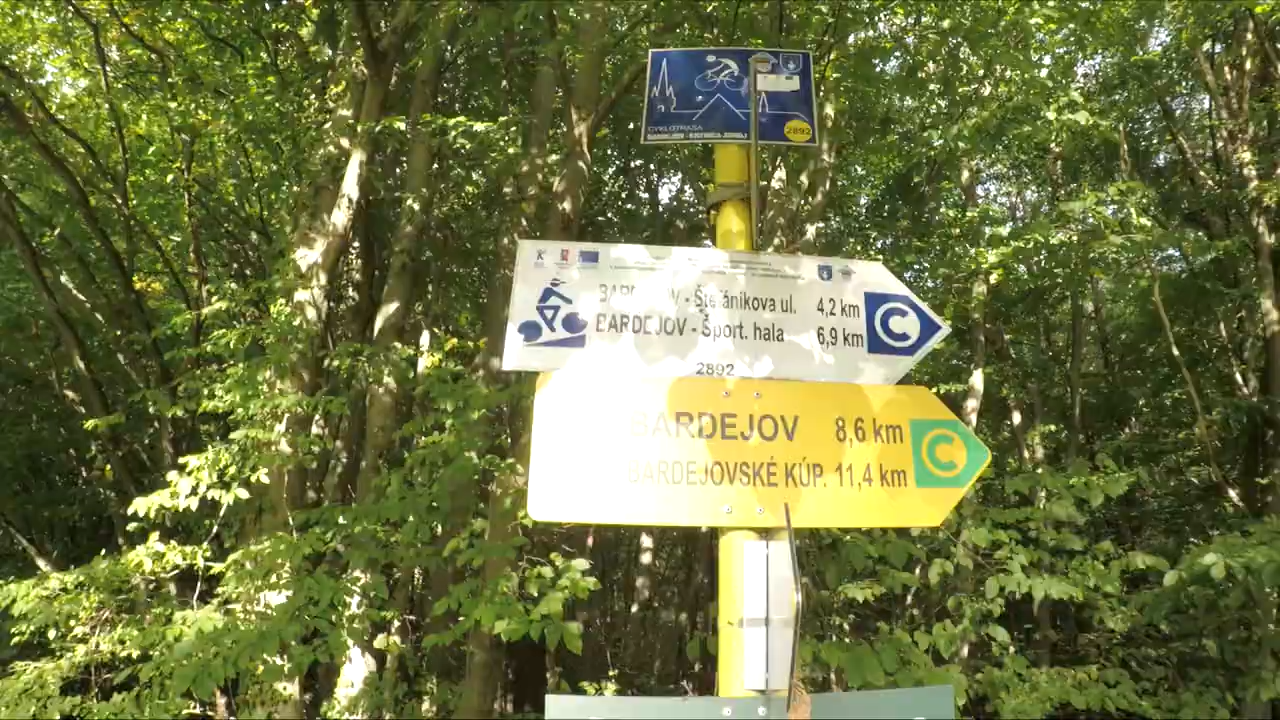 CYKLOTRASA
2892
BARDEJOV - Štefánikova ul. 4,2 km
BARDEJOV - Šport. hala 6,9 km
C
2892
BARDEJOV 8,6 km
BARDEJOVSKÉ KÚP. 11,4 km
C